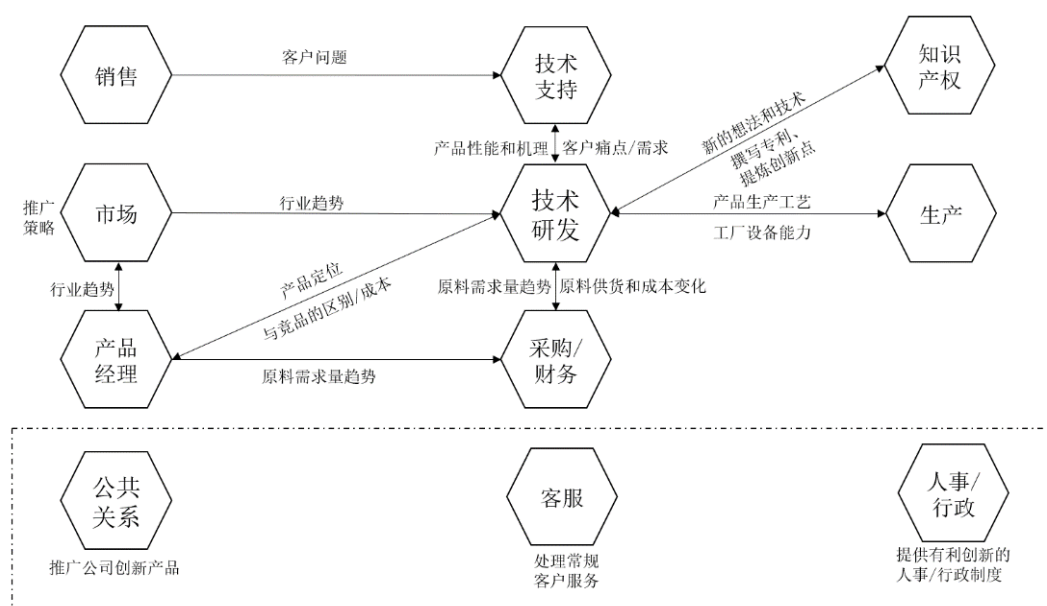 销售
客户问题
技术
支持
知识
产权
产品性能和机理
客户痛点/需求
新的想法和技术
撰写专利、
提炼创新点
推广
策略
市场
行业趋势
技术
研发
产品生产工艺
工厂设备能力
生产
行业趋势
产品定位
与竞品的区别/成本
原料需求量趋势
原料供货和成本变化
产品
经理
原料需求量趋势
采购/
财务
公共
关系
推广公司创新产品
客服
处理常规
客户服务
人事/
行政
提供有利创新的
人事/行政制度